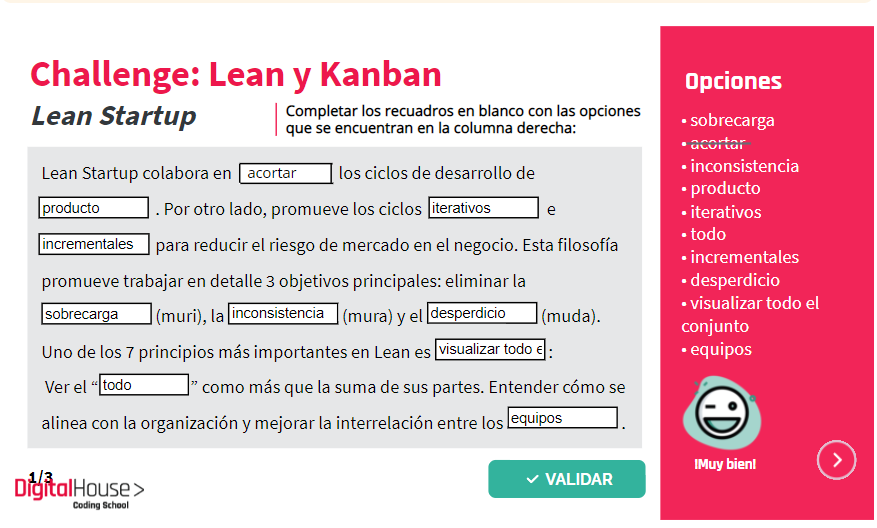 Challenge: Lean y Kanban
Lean Startup
Completar los recuadros en blanco con las opciones
que se encuentran en la columna derecha:
Lean Startup colabora en acortar los ciclos de desarrollo de
producto . Por otro lado, promueve los ciclos iterativos e
incrementales para reducir el riesgo de mercado en el negocio. Esta filosofía
promueve trabajar en detalle 3 objetivos principales: eliminar la
sobrecarga (muri), la inconsistencia (mura) y el desperdicio (muda).
Uno de los 7 principios más importantes en Lean es visualizar todo e :
Ver el “ todo ” como más que la suma de sus partes. Entender cómo se
alinea con la organización y mejorar la interrelación entre los equipos .
1/3
DigitalHouse>
Coding School
VALIDAR
Opciones
• sobrecarga
• acortar
• inconsistencia
• producto
• iterativos
• todo
• incrementales
• desperdicio
• visualizar todo el
conjunto
• equipos
!Muy bien!